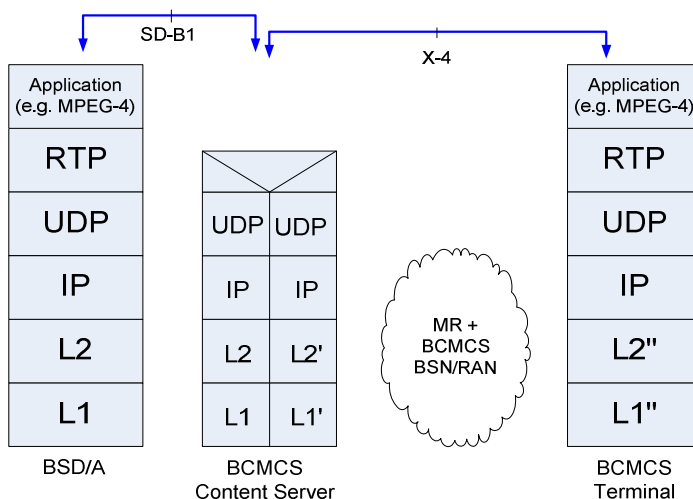 SD-B1
X-4
Application
(e.g. MPEG-4)
RTP
UDP
IP
L2
L1
BSD/A
UDP UDP
IP IP
L2 L2'
L1 L1'
BCMCS
Content Server
MR +
BCMCS
BSN/RAN
Application
(e.g. MPEG-4)
RTP
UDP
IP
L2"
L1"
BCMCS
Terminal